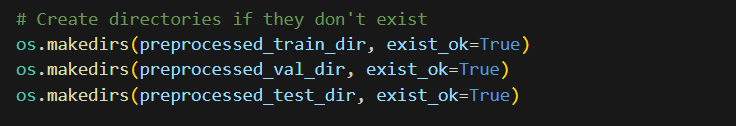 # Create directories if they don't exist
os.makedirs(preprocessed_train_dir, exist_ok=True)
os.makedirs(preprocessed_val_dir, exist_ok=True)
os.makedirs(preprocessed_test_dir, exist_ok=True)